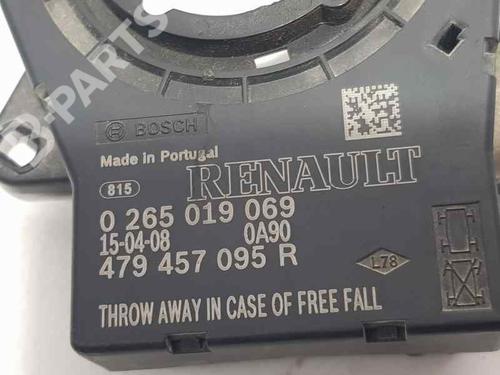 B-PARTS
BOSCH
Made in Portugal
815
RENAULT
0 265 019 069
15-04-08 0A90
479 457 095 R
L78
THROW AWAY IN CASE OF FREE FALL